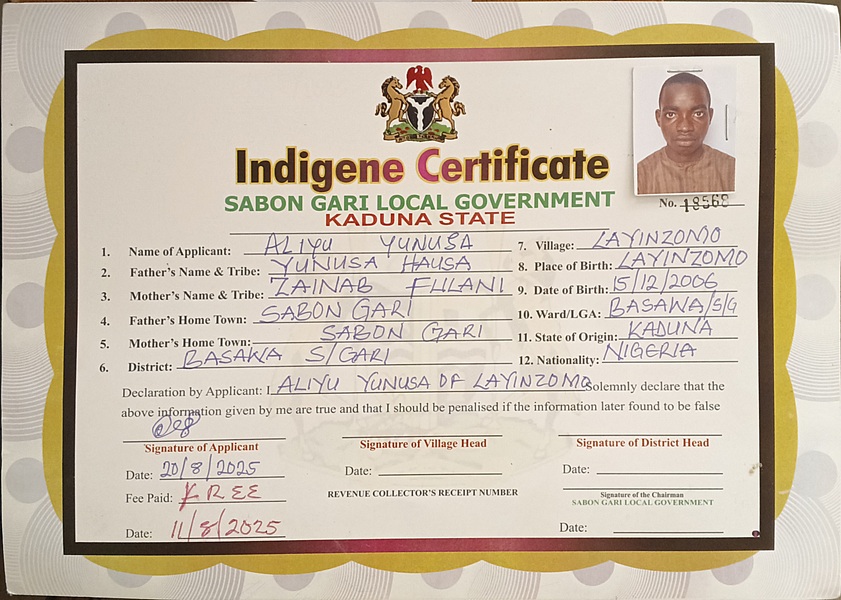 Indigene Certificate
SABON GARI LOCAL GOVERNMENT
KADUNA STATE
No. 18568
1. Name of Applicant: ALIYU YUNUSA
2. Father's Name & Tribe: YUNUSA HAUSA
3. Mother's Name & Tribe: ZAINAB FULANI
4. Father's Home Town: SABON GARI
5. Mother's Home Town: SABON GARI
6. District: BASAWA S/GARI
7. Village: LAYINZOMO
8. Place of Birth: LAYINZOMO
9. Date of Birth: 15/12/2006
10. Ward/LGA: BASAWA/S/G
11. State of Origin: KADUNA
12. Nationality: NIGERIA
Declaration by Applicant: I ALIYU YUNUSA OF LAYINZOMO Solemnly declare that the
above information given by me are true and that I should be penalised if the information later found to be false
Signature of Applicant
Date: 20/8/2025
Fee Paid: FREE
Date: 11/8/2025
Signature of Village Head
Date:
REVENUE COLLECTOR'S RECEIPT NUMBER
Signature of District Head
Date:
Signature of the Chairman
SABON GARI LOCAL GOVERNMENT
Date: